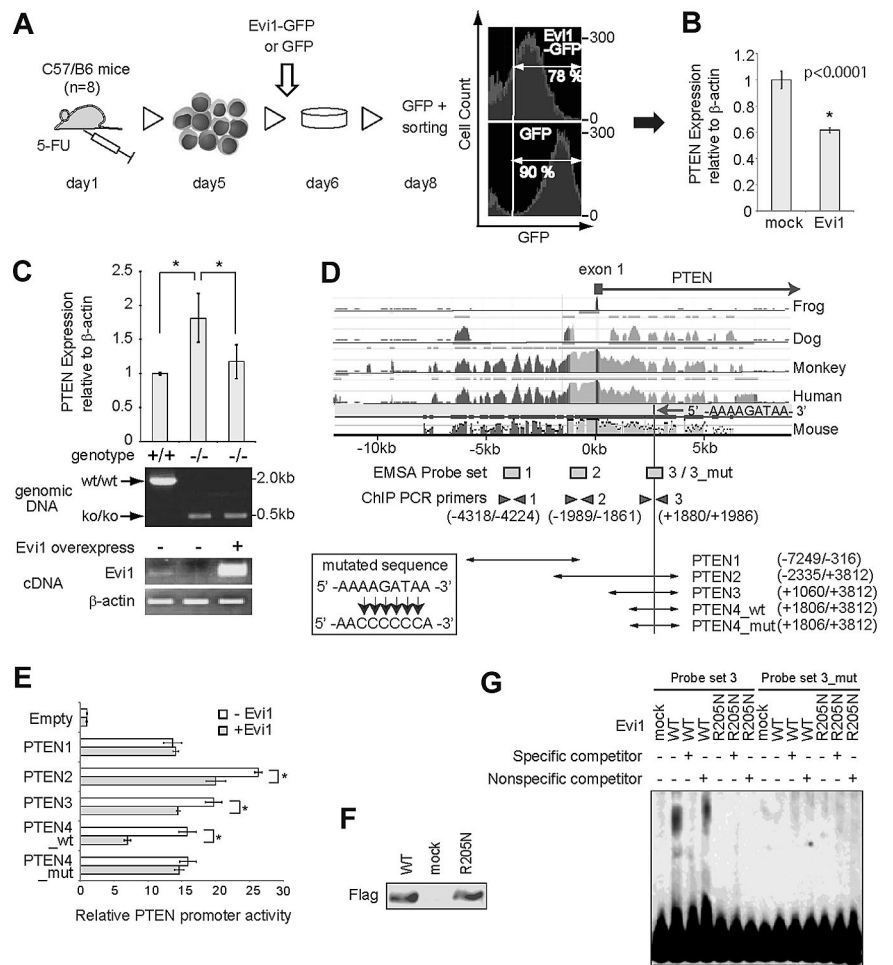 A
Evi1-GFP
or GFP
C57/B6 mice
(n=8)
5-FU
GFP +
sorting
day1
day5
day6
day8
Cell Count
Evi1
-GFP
78 %
300
0
GFP
90 %
300
0
GFP
B
PTEN Expression
relative to β-actin
1.2
1
0.8
0.6
0.4
0.2
0
p<0.0001
*
mock
Evi1
C
PTEN Expression
relative to β-actin
2.5
2
1.5
1
0.5
0
*
*
genotype +/+ -/- -/-
genomic
DNA
wt/wt
ko/ko
2.0kb
0.5kb
Evi1 overexpress - - +
cDNA
Evi1
β-actin
D
exon 1
PTEN
Frog
Dog
Monkey
Human
5' -AAAAGATAA- 3'
Mouse
-10kb -5kb 0kb 5kb
EMSA Probe set 1 2 3 / 3_mut
ChIP PCR primers 1 2 3
(-4318/-4224) (-1989/-1861) (+1880/+1986)
PTEN1 (-7249/-316)
PTEN2 (-2335/+3812)
PTEN3 (+1060/+3812)
PTEN4_wt (+1806/+3812)
PTEN4_mut (+1806/+3812)
mutated sequence
5' -AAAAGATAA -3'
5' -AACCCCCCA -3'
E
- Evi1
+Evi1
Empty
PTEN1
PTEN2
*
PTEN3
*
PTEN4
_wt
*
PTEN4
_mut
0 5 10 15 20 25 30
Relative PTEN promoter activity
F
WT
mock
R205N
Flag
G
Probe set 3
Probe set 3_mut
Evi1 mock WT WT WT R205N R205N R205N mock WT WT WT R205N R205N R205N
Specific competitor - - + - - + - - - + - - + -
Nonspecific competitor - - - + - - + - - - + - - +